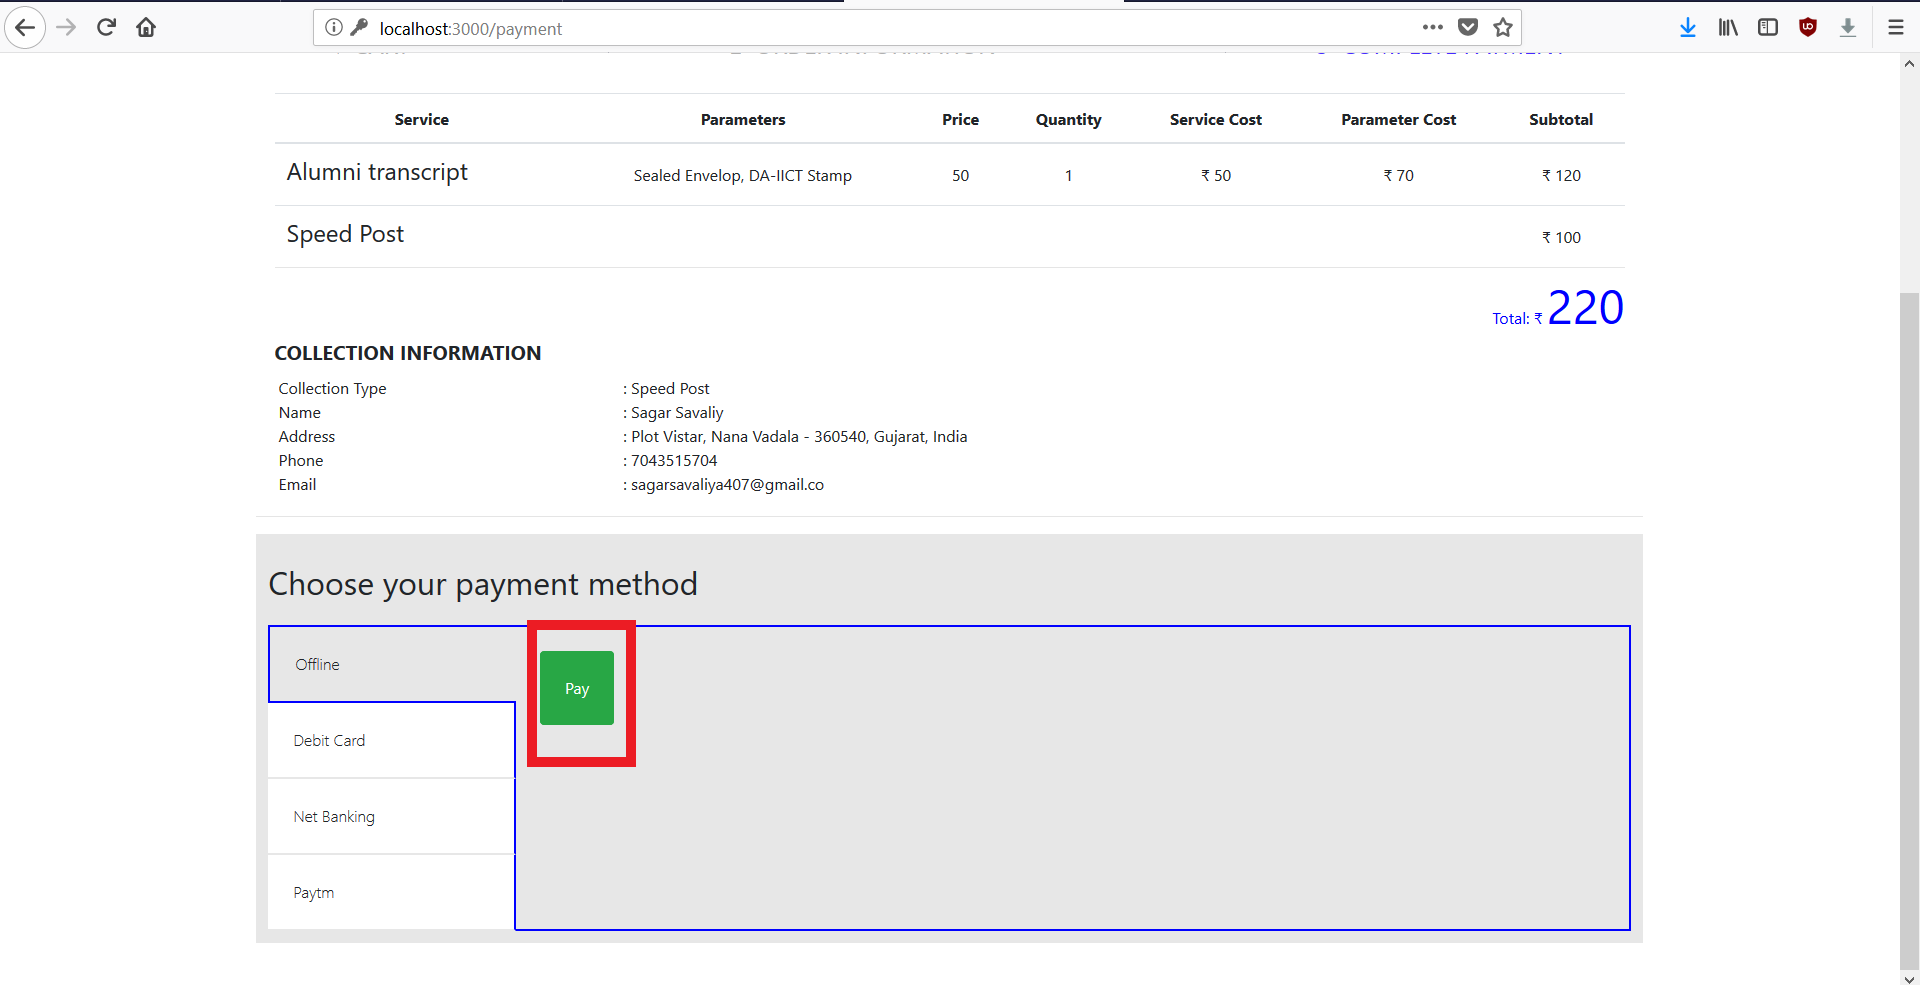 localhost:3000/payment
Service Parameters Price Quantity Service Cost Parameter Cost Subtotal
Alumni transcript Sealed Envelop, DA-IICT Stamp 50 1 ₹ 50 ₹ 70 ₹ 120
Speed Post ₹ 100
Total: ₹ 220
COLLECTION INFORMATION
Collection Type : Speed Post
Name : Sagar Savaliy
Address : Plot Vistar, Nana Vadala - 360540, Gujarat, India
Phone : 7043515704
Email : sagarsavaliya407@gmail.co
Choose your payment method
Offline
Pay
Debit Card
Net Banking
Paytm